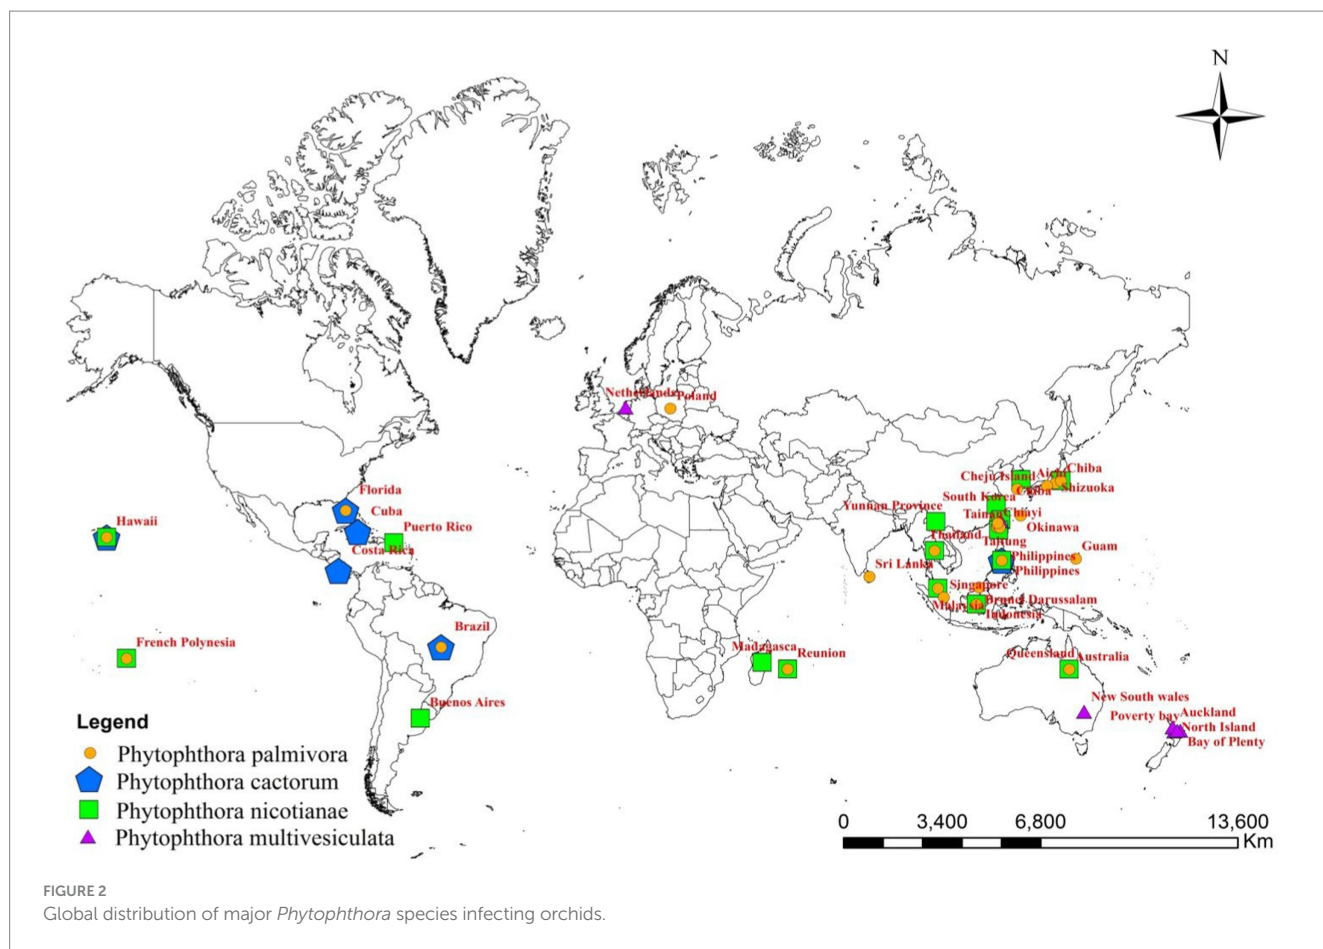 N
Netherlands
Poland
Cheju Island
Aichi
Chiba
Shizuoka
South Korea
Yunnan Province
Tainan
Chiayi
Okinawa
Thailand
Taitung
Guam
Philippines
Philippines
Sri Lanka
Singapore
Malaysia
Brunei Darussalam
Indonesia
Florida
Cuba
Puerto Rico
Hawaii
Costa Rica
Brazil
French Polynesia
Buenos Aires
Madagasca
Reunion
Queensland
Australia
New South wales
Poverty bay
Auckland
North Island
Bay of Plenty
Legend
Phytophthora palmivora
Phytophthora cactorum
Phytophthora nicotianae
Phytophthora multivesiculata
0 3,400 6,800 13,600
Km
FIGURE 2
Global distribution of major Phytophthora species infecting orchids.